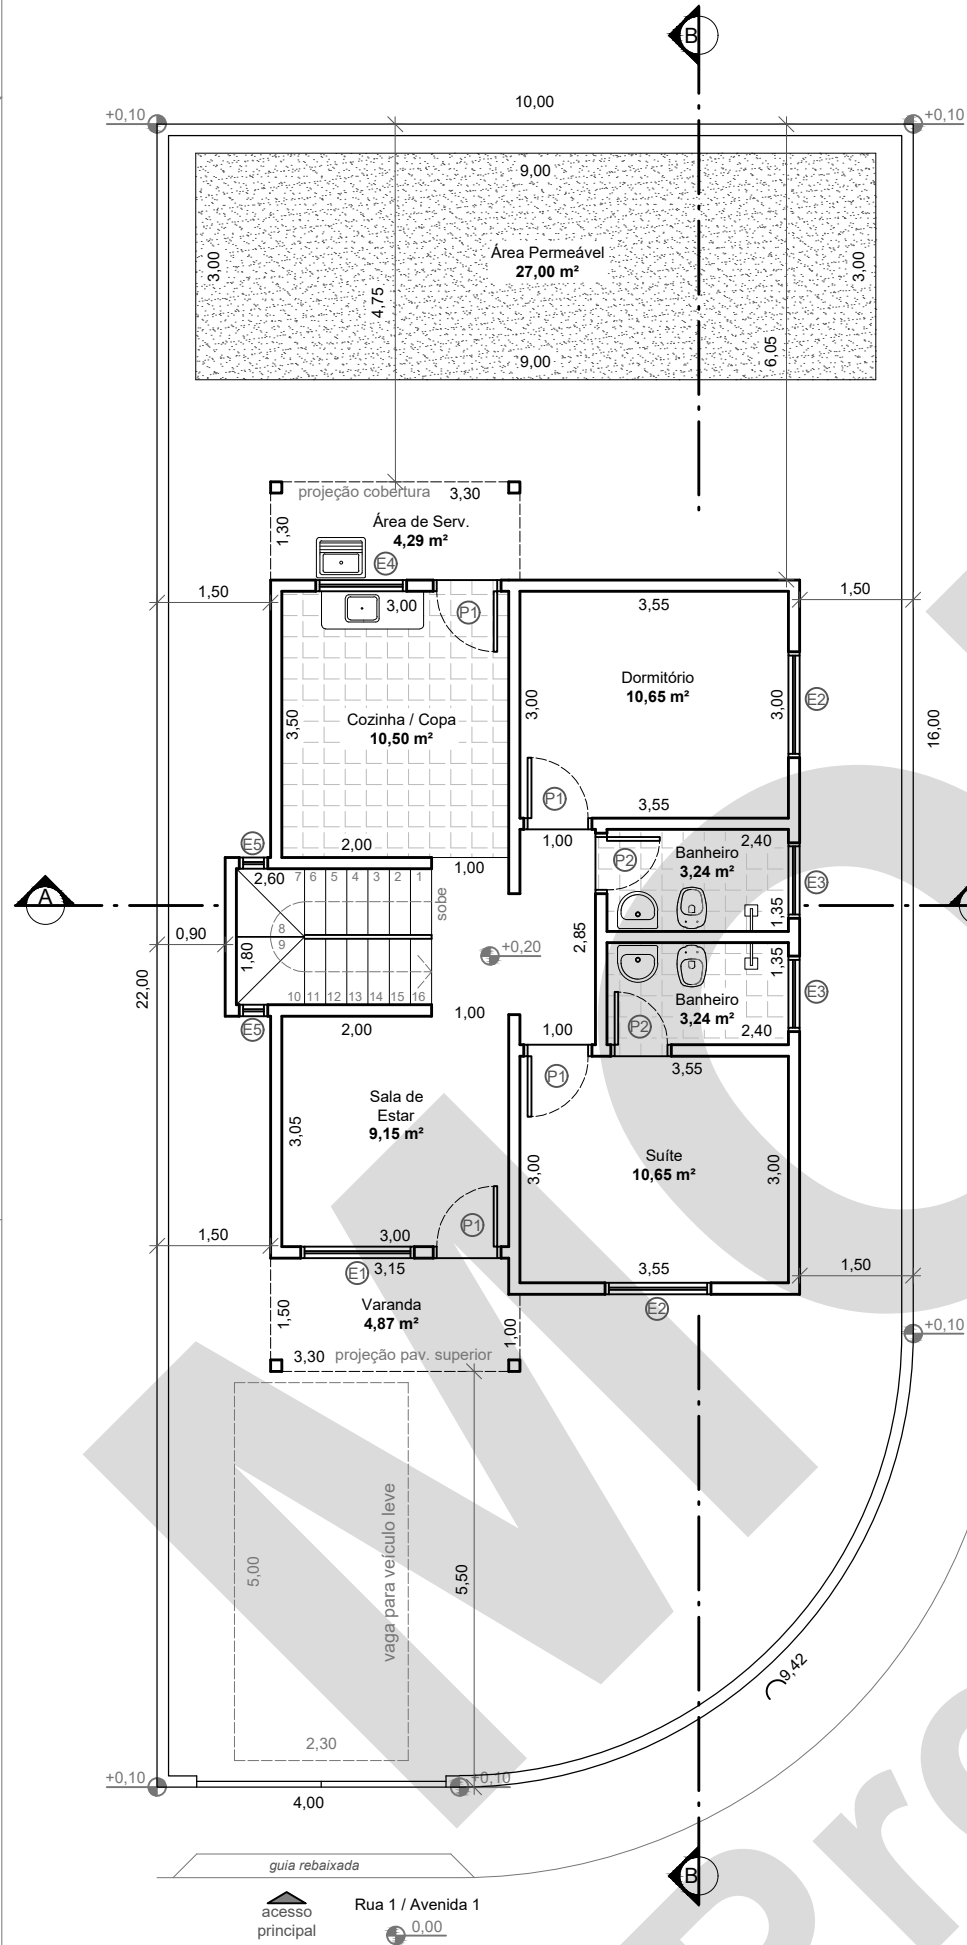 B
10,00
+0,10
+0,10
9,00
Área Permeável
27,00 m²
3,00
3,00
4,75
6,05
9,00
projeção cobertura
3,30
1,30
Área de Serv.
4,29 m²
E4
1,50
3,00
P1
3,55
1,50
Dormitório
10,65 m²
E2
3,50
Cozinha / Copa
10,50 m²
3,00
3,00
16,00
P1
3,55
E5
2,00
1,00
1,00
P2
Banheiro
3,24 m²
2,40
2,60
7 6 5 4 3 2 1
sobe
E3
A
1,35
8
9
0,90
1,80
+0,20
2,85
1,35
22,00
10 11 12 13 14 15 16
Banheiro
3,24 m²
E3
E5
2,00
1,00
1,00
P2
2,40
3,55
P1
Sala de
Estar
9,15 m²
3,05
Suíte
10,65 m²
3,00
3,00
P1
1,50
3,00
3,15
E1
3,55
1,50
E2
1,50
Varanda
4,87 m²
1,00
+0,10
3,30
projeção pav. superior
5,00
vaga para veículo leve
5,50
2,30
9,42
+0,10
+0,10
4,00
guia rebaixada
B
acesso
principal
Rua 1 / Avenida 1
0,00
MO
Pre